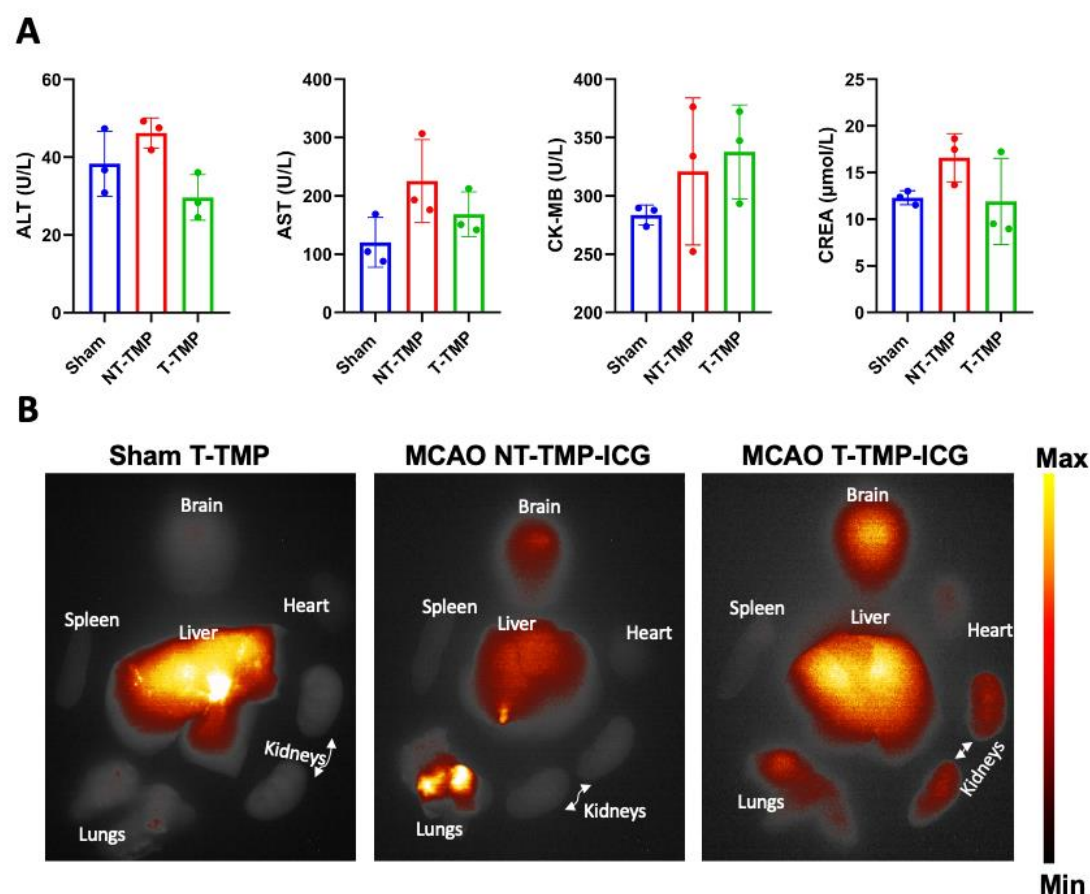 A
ALT (U/L)
60
40
20
0
Sham
NT-TMP
T-TMP
AST (U/L)
400
300
200
100
0
Sham
NT-TMP
T-TMP
CK-MB (U/L)
400
350
300
250
200
Sham
NT-TMP
T-TMP
CREA (µmol/L)
25
20
15
10
5
0
Sham
NT-TMP
T-TMP
B
Sham T-TMP
Brain
Spleen
Liver
Heart
Kidneys
Lungs
MCAO NT-TMP-ICG
Brain
Spleen
Liver
Heart
Kidneys
Lungs
MCAO T-TMP-ICG
Brain
Spleen
Liver
Heart
Kidneys
Lungs
Max
Min